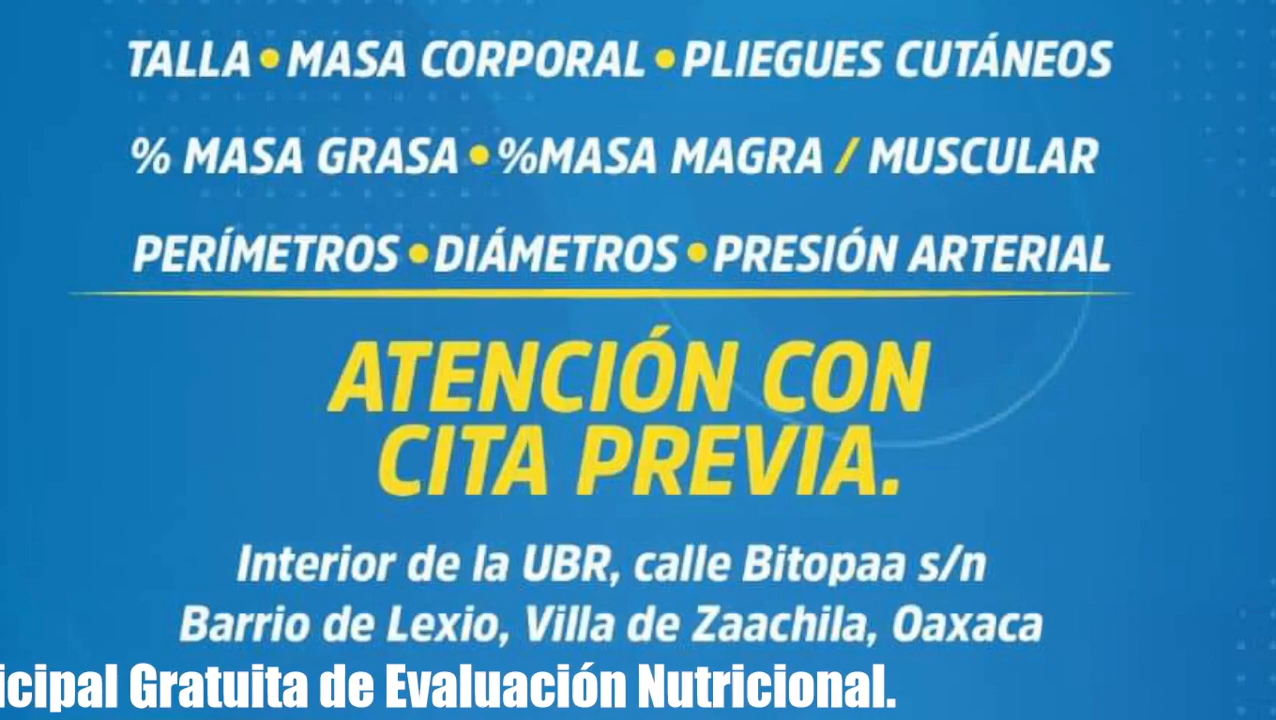 TALLA • MASA CORPORAL • PLIEGUES CUTÁNEOS
% MASA GRASA • %MASA MAGRA / MUSCULAR
PERÍMETROS • DIÁMETROS • PRESIÓN ARTERIAL
ATENCIÓN CON
CITA PREVIA.
Interior de la UBR, calle Bitopaa s/n
Barrio de Lexio, Villa de Zaachila, Oaxaca
Gratuita de Evaluación Nutricional.